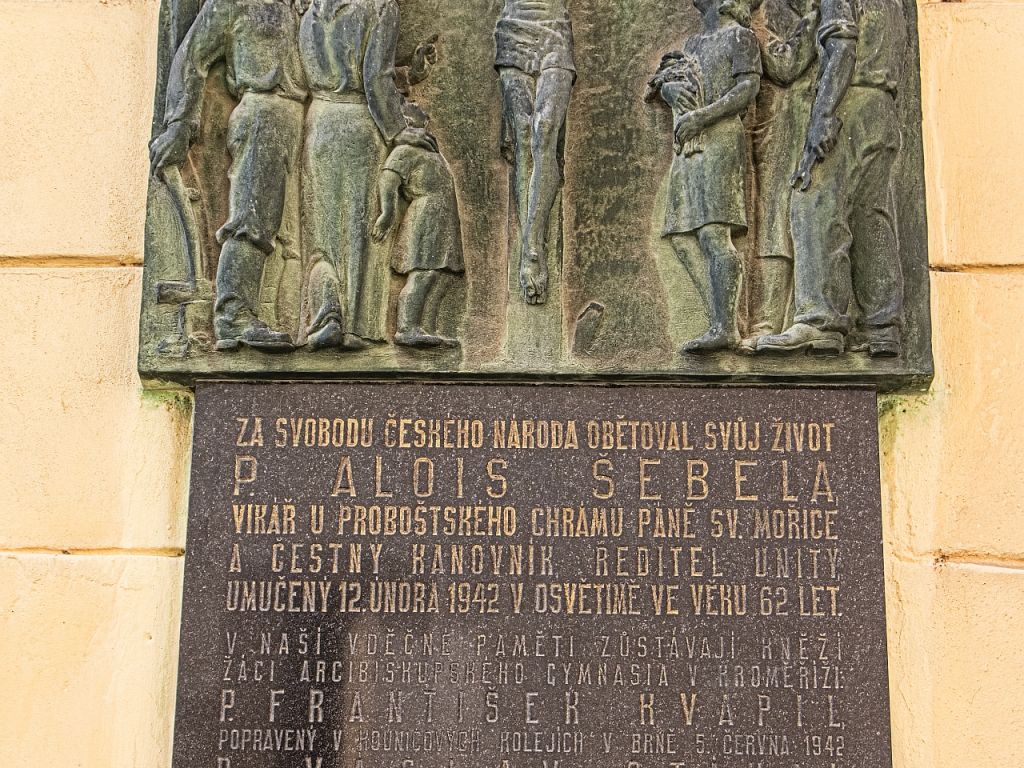 ZA SVOBODU ČESKÉHO NÁRODA OBĚTOVAL SVŮJ ŽIVOT
P. ALOIS ŠEBELA
VIKÁŘ U PROBOŠTSKÉHO CHRÁMU PÁNĚ SV. MOŘICE
A ČESTNÝ KANOVNÍK ŘEDITEL UNITY
UMUČENÝ 12. ÚNORA 1942 V OSVĚTIMĚ VE VĚKU 62 LET.
V NAŠÍ VDĚČNÉ PAMĚTI ZŮSTÁVAJÍ KNĚŽÍ
ŽÁCI ARCIBISKUPSKÉHO GYMNASIA V KROMĚŘÍŽI:
P. FRANTIŠEK KVAPIL
POPRAVENÝ V KOUNICOVÝCH KOLEJÍCH V BRNĚ 5. ČERVNA 1942